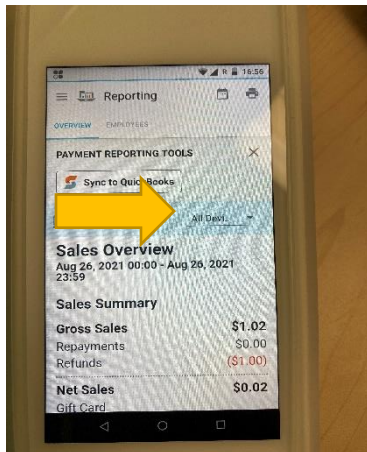 R 16:56
Reporting
OVERVIEW EMPLOYEES
PAYMENT REPORTING TOOLS
Sync to QuickBooks
All Devi...
Sales Overview
Aug 26, 2021 00:00 - Aug 26, 2021
23:59
Sales Summary
Gross Sales $1.02
Repayments $0.00
Refunds ($1.00)
Net Sales $0.02
Gift Card